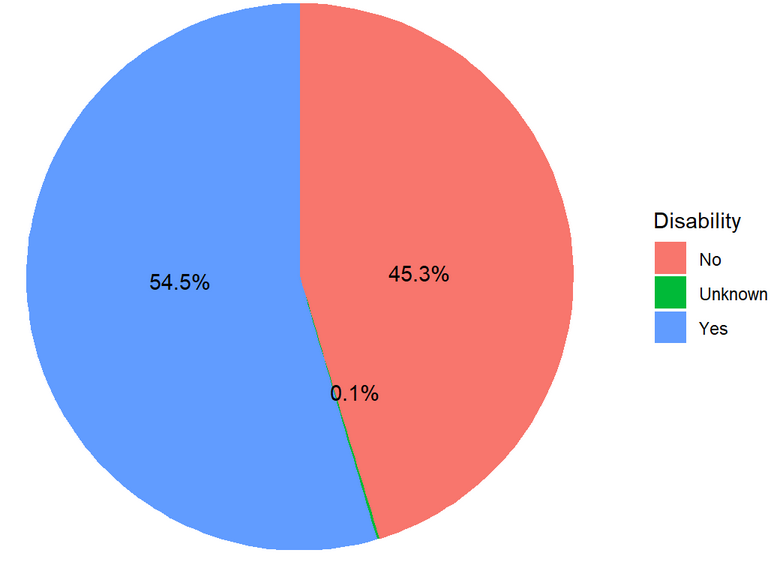 54.5%
45.3%
0.1%
Disability
No
Unknown
Yes